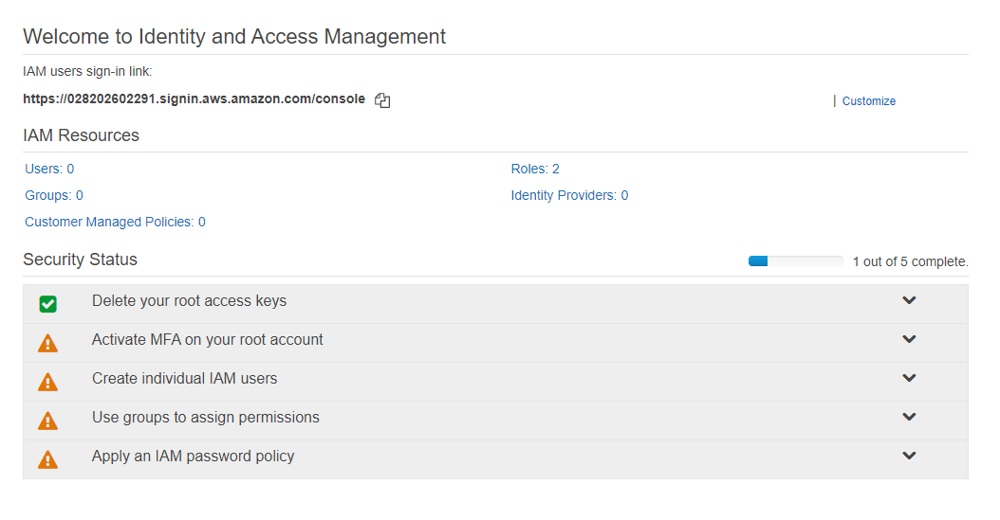 Welcome to Identity and Access Management
IAM users sign-in link:
https://028202602291.signin.aws.amazon.com/console
| Customize
IAM Resources
Users: 0
Roles: 2
Groups: 0
Identity Providers: 0
Customer Managed Policies: 0
Security Status
1 out of 5 complete.
Delete your root access keys
Activate MFA on your root account
Create individual IAM users
Use groups to assign permissions
Apply an IAM password policy